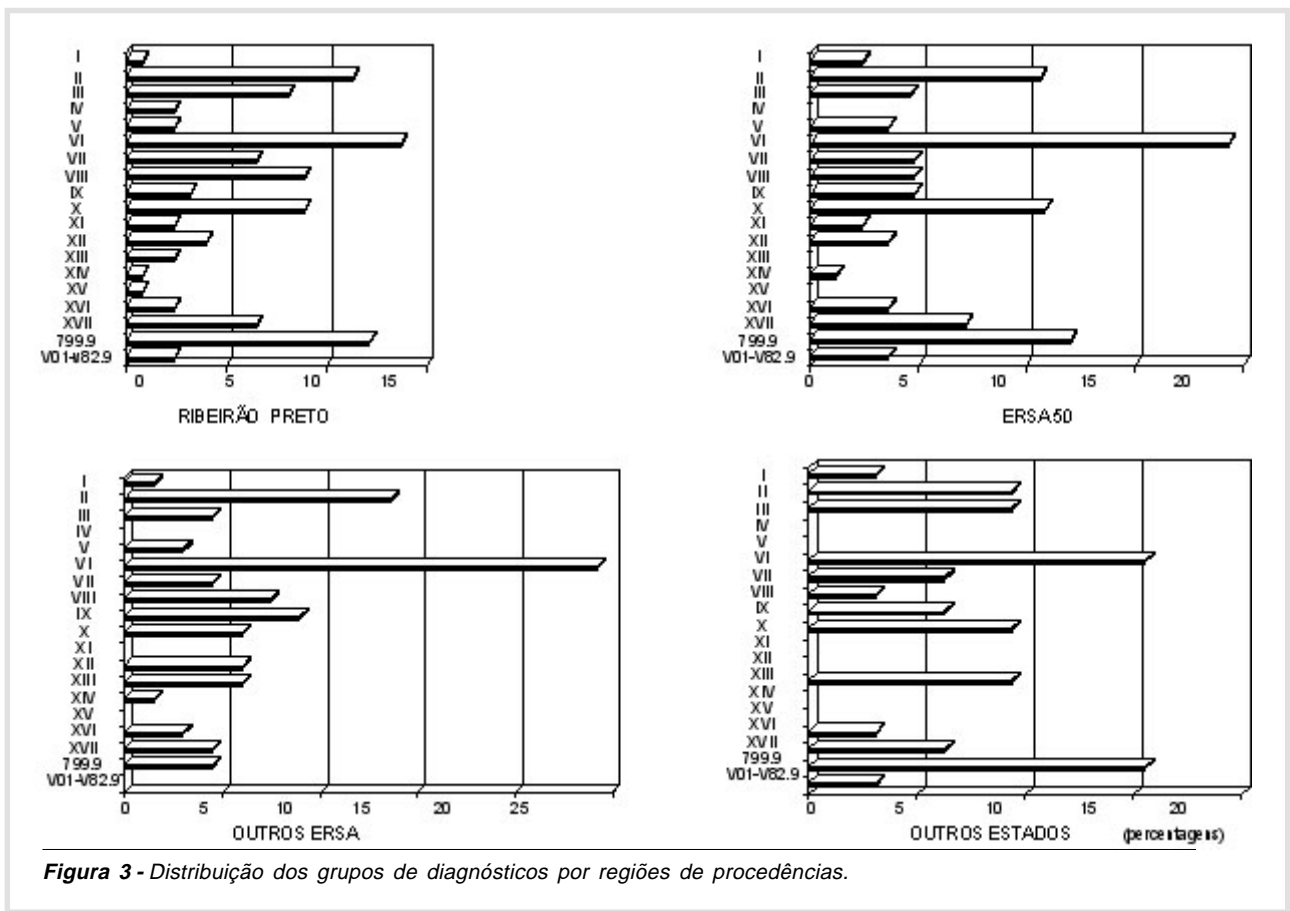 I
II
III
IV
V
VI
VII
VIII
IX
X
XI
XII
XIII
XIV
XV
XVI
XVII
799.9
V01-V82.9
0 5 10 15
RIBEIRÃO PRETO
I
II
III
IV
V
VI
VII
VIII
IX
X
XI
XII
XIII
XIV
XV
XVI
XVII
799.9
V01-V82.9
0 5 10 15 20
ERSA50
I
II
III
IV
V
VI
VII
VIII
IX
X
XI
XII
XIII
XIV
XV
XVI
XVII
799.9
V01-V82.9
0 5 10 15 20 25
OUTROS ERSA
I
II
III
IV
V
VI
VII
VIII
IX
X
XI
XII
XIII
XIV
XV
XVI
XVII
799.9
V01-V82.9
0 5 10 15 20
OUTROS ESTADOS (percentagens)
Figura 3 - Distribuição dos grupos de diagnósticos por regiões de procedências.